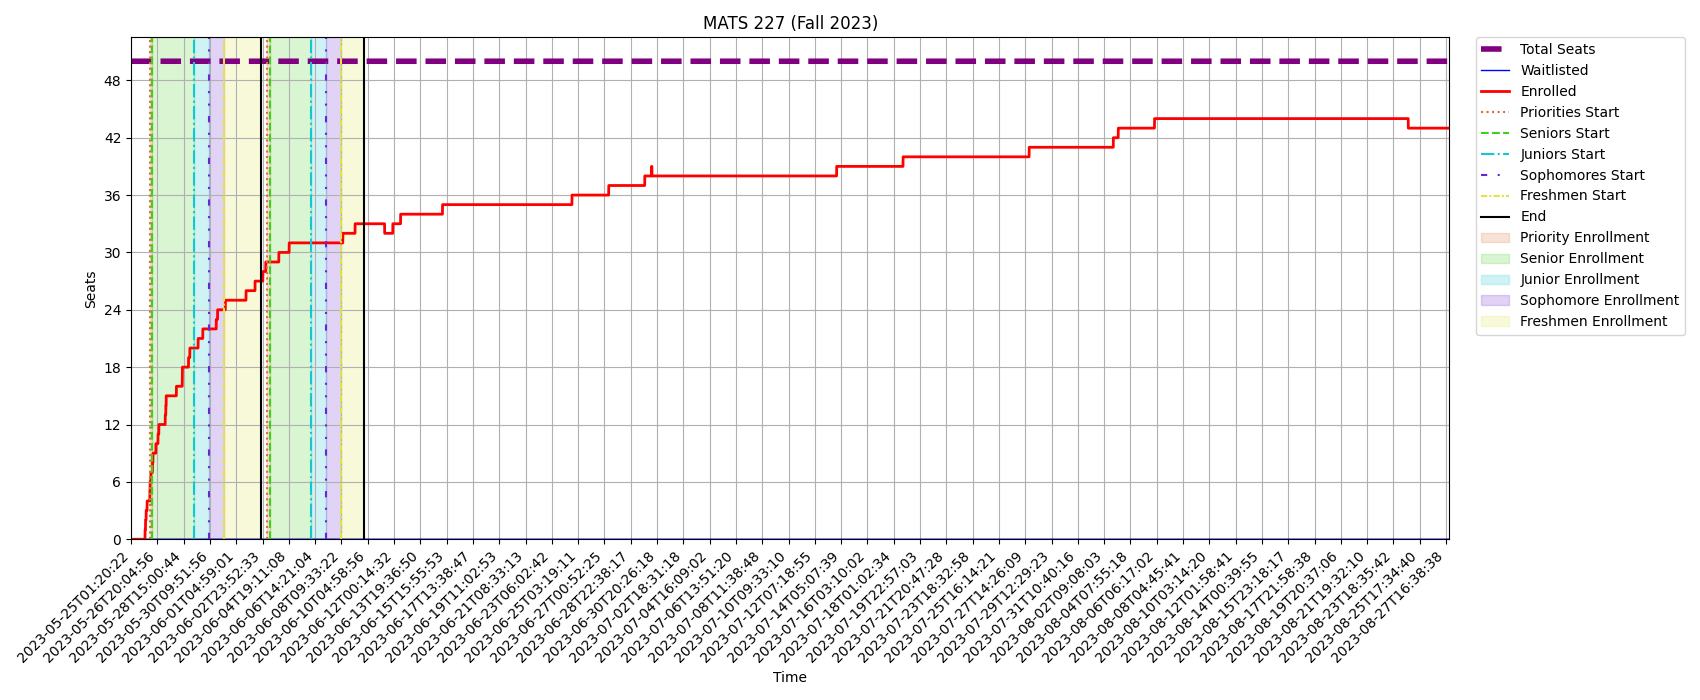 MATS 227 (Fall 2023)
Seats
48
42
36
30
24
18
12
6
0
2023-05-25T01:20:22
2023-05-26T20:04:56
2023-05-28T15:00:44
2023-05-30T09:51:56
2023-06-01T04:59:01
2023-06-02T23:52:33
2023-06-04T19:11:08
2023-06-06T14:21:04
2023-06-08T09:33:22
2023-06-10T04:58:56
2023-06-12T00:14:32
2023-06-13T19:36:50
2023-06-15T15:55:53
2023-06-17T13:38:47
2023-06-19T11:02:53
2023-06-21T08:33:13
2023-06-23T06:02:42
2023-06-25T03:19:11
2023-06-27T00:52:25
2023-06-28T22:38:17
2023-06-30T20:26:18
2023-07-02T18:31:18
2023-07-04T16:09:02
2023-07-06T13:51:20
2023-07-08T11:38:48
2023-07-10T09:33:10
2023-07-12T07:18:55
2023-07-14T05:07:39
2023-07-16T03:10:02
2023-07-18T01:02:34
2023-07-19T22:57:03
2023-07-21T20:47:28
2023-07-23T18:32:58
2023-07-25T16:14:21
2023-07-27T14:26:09
2023-07-29T12:29:23
2023-07-31T10:40:16
2023-08-02T09:08:03
2023-08-04T07:55:18
2023-08-06T06:17:02
2023-08-08T04:45:41
2023-08-10T03:14:20
2023-08-12T01:58:41
2023-08-14T00:39:55
2023-08-15T23:18:17
2023-08-17T21:58:38
2023-08-19T20:37:06
2023-08-21T19:32:10
2023-08-23T18:35:42
2023-08-25T17:34:40
2023-08-27T16:38:38
Time
Total Seats
Waitlisted
Enrolled
Priorities Start
Seniors Start
Juniors Start
Sophomores Start
Freshmen Start
End
Priority Enrollment
Senior Enrollment
Junior Enrollment
Sophomore Enrollment
Freshmen Enrollment